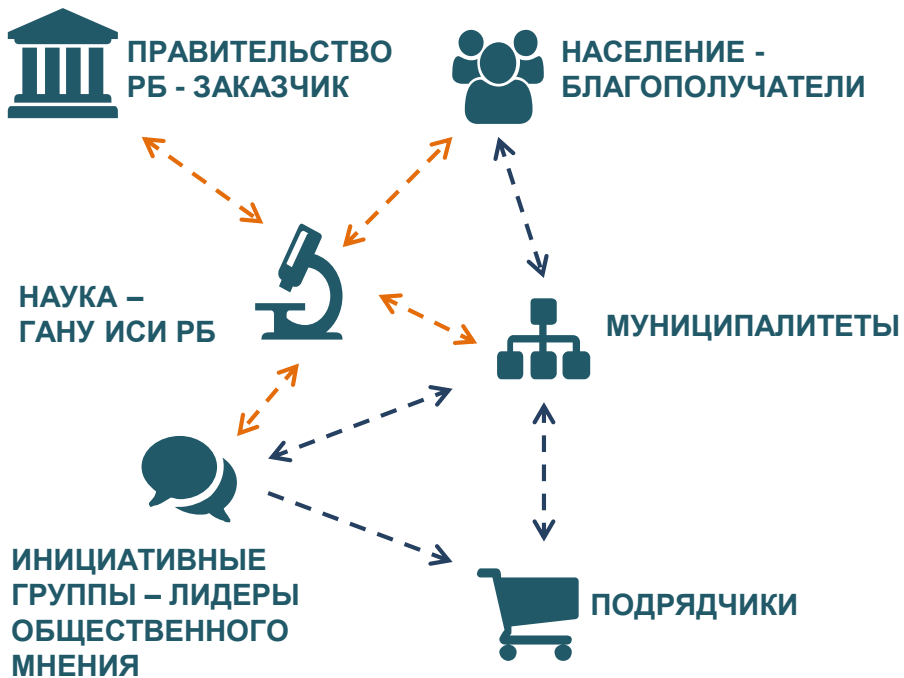 ПРАВИТЕЛЬСТВО
РБ - ЗАКАЗЧИК
НАСЕЛЕНИЕ -
БЛАГОПОЛУЧАТЕЛИ
НАУКА –
ГАНУ ИСИ РБ
МУНИЦИПАЛИТЕТЫ
ИНИЦИАТИВНЫЕ
ГРУППЫ – ЛИДЕРЫ
ОБЩЕСТВЕННОГО
МНЕНИЯ
ПОДРЯДЧИКИ